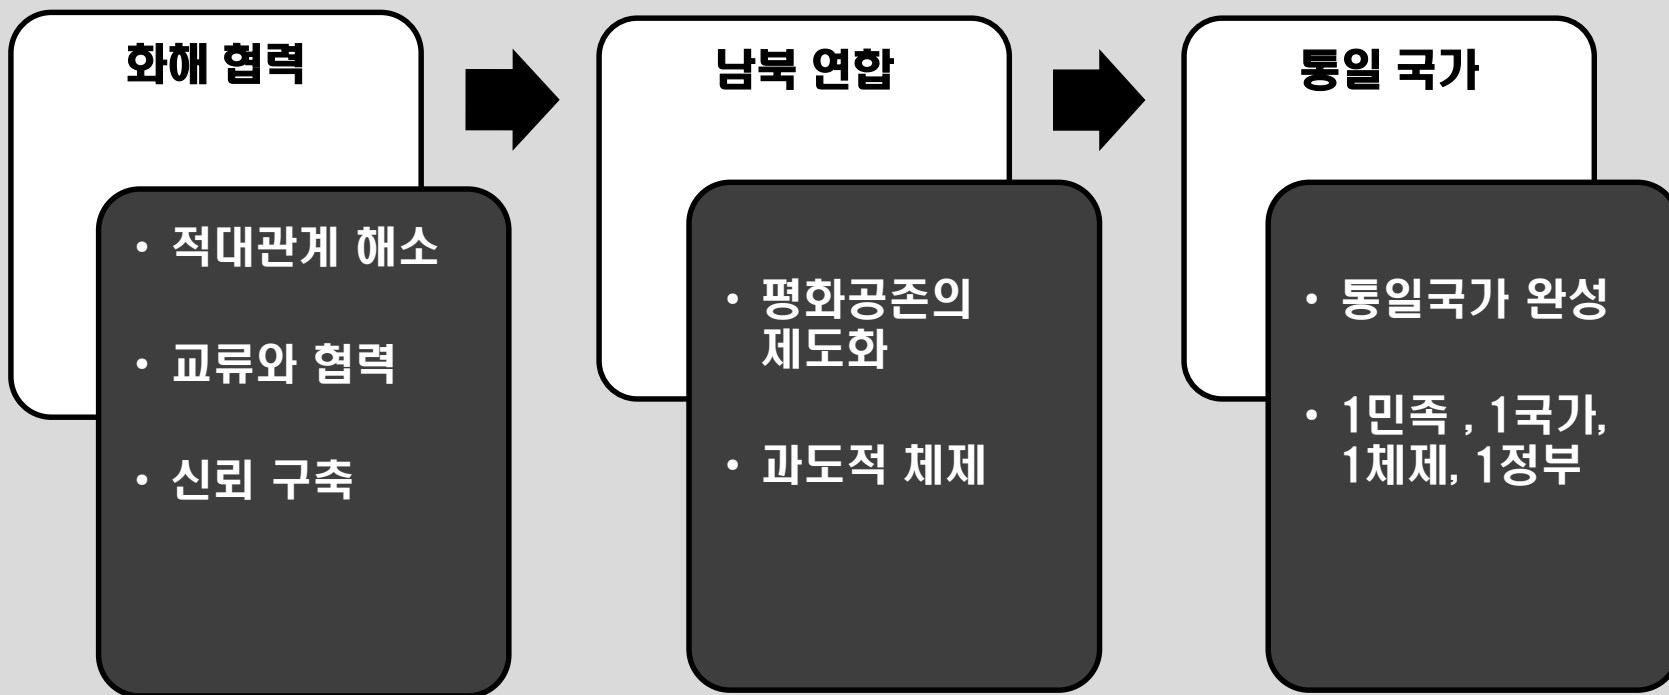 화해 협력
• 적대관계 해소
• 교류와 협력
• 신뢰 구축
남북 연합
• 평화공존의
제도화
• 과도적 체제
통일 국가
• 통일국가 완성
• 1민족 , 1국가,
1체제, 1정부